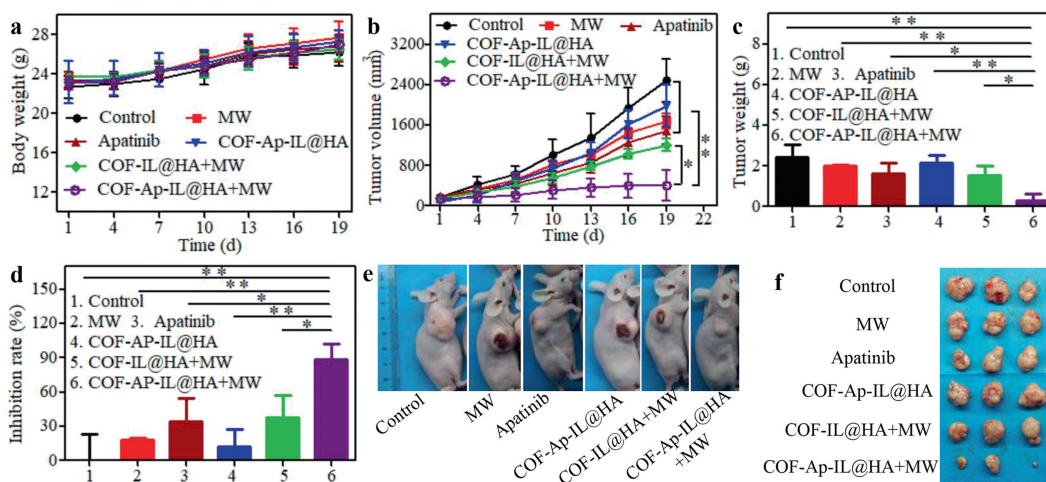 a
Body weight (g)
28
24
20
16
12
Control
MW
Apatinib
COF-Ap-IL@HA
COF-IL@HA+MW
COF-Ap-IL@HA+MW
1 4 7 10 13 16 19
Time (d)
b
Tumor volume (mm3)
3200
2400
1600
800
0
Control
MW
Apatinib
COF-Ap-IL@HA
COF-IL@HA+MW
COF-Ap-IL@HA+MW
*
**
1 4 7 10 13 16 19 22
Time (d)
c
Tumor weight (g)
8
6
4
2
0
**
**
*
**
*
1. Control
2. MW 3. Apatinib
4. COF-AP-IL@HA
5. COF-IL@HA+MW
6. COF-AP-IL@HA+MW
1 2 3 4 5 6
d
Inhibition rate (%)
150
120
90
60
30
0
**
**
*
**
*
1. Control
2. MW 3. Apatinib
4. COF-AP-IL@HA
5. COF-IL@HA+MW
6. COF-AP-IL@HA+MW
1 2 3 4 5 6
e
Control
MW
Apatinib
COF-Ap-IL@HA
COF-IL@HA+MW
COF-Ap-IL@HA
+MW
f
Control
MW
Apatinib
COF-Ap-IL@HA
COF-IL@HA+MW
COF-Ap-IL@HA+MW